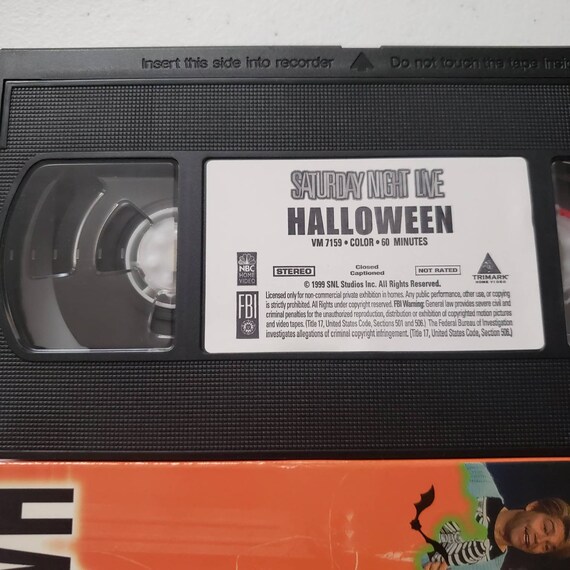 Insert this side into recorder Do not touch the tape insi
SATURDAY NIGHT LIVE
HALLOWEEN
VM 7159 • COLOR • 60 MINUTES
NBC
HOME
VIDEO
STEREO
Closed
Captioned
NOT RATED
TRIMARK
HOME VIDEO
© 1999 SNL Studios Inc. All Rights Reserved.
FBI
Licensed only for non-commercial private exhibition in homes. Any public performance, other use, or copying
is strictly prohibited. All Rights under copyright reserved. FBI Warning: General law provides severe civil and
criminal penalties for the unauthorized reproduction, distribution or exhibition of copyrighted motion pictures
and video tapes. (Title 17, United States Code, Sections 501 and 506.) The Federal Bureau of Investigation
investigates allegations of criminal copyright infringement. (Title 17, United States Code, Section 506.)